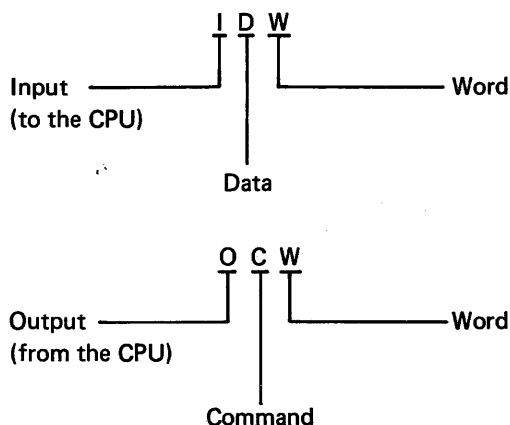 I D W
Input Word
(to the CPU)
Data
O C W
Output Word
(from the CPU)
Command